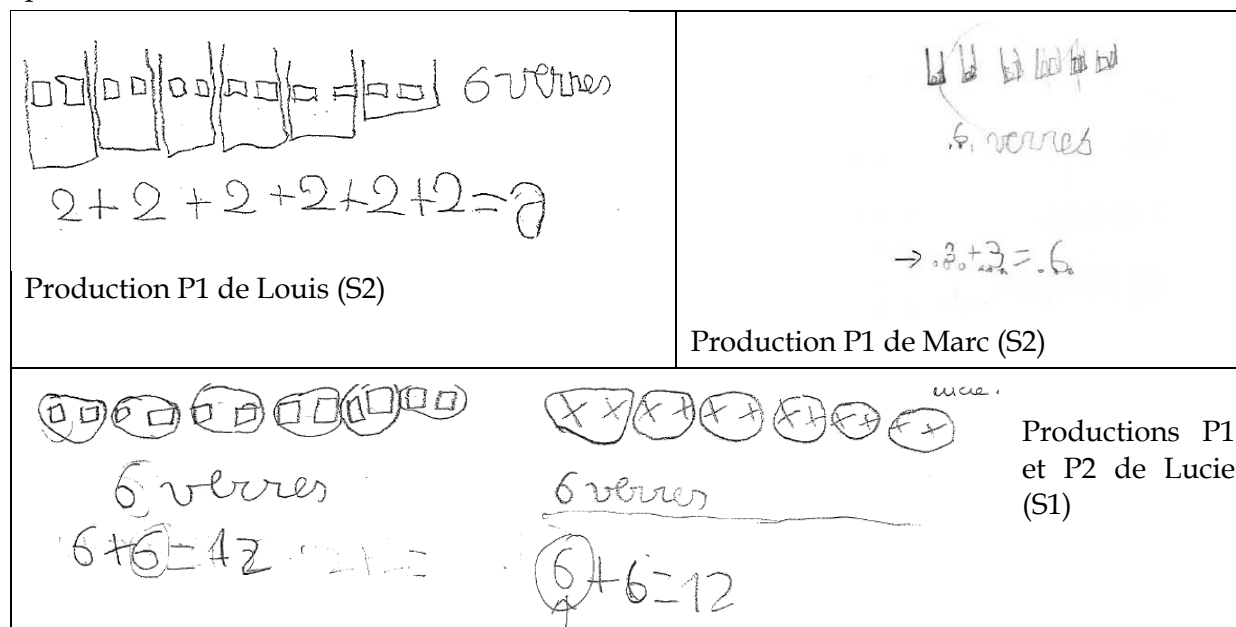 6 verres
2+2+2+2+2+2=
Production P1 de Louis (S2)
.6. verres
→ .3.+3=.6.
Production P1 de Marc (S2)
lucie.
6 verres
6+6=12
6 verres
6+6=12
Productions P1
et P2 de Lucie
(S1)